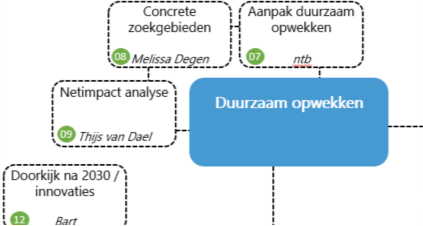 Concrete
zoekgebieden
08 Melissa Degen
Aanpak duurzaam
opwekken
07 ntb
Netimpact analyse
09 Thijs van Dael
Duurzaam opwekken
Doorkijk na 2030 /
innovaties
12 Bart